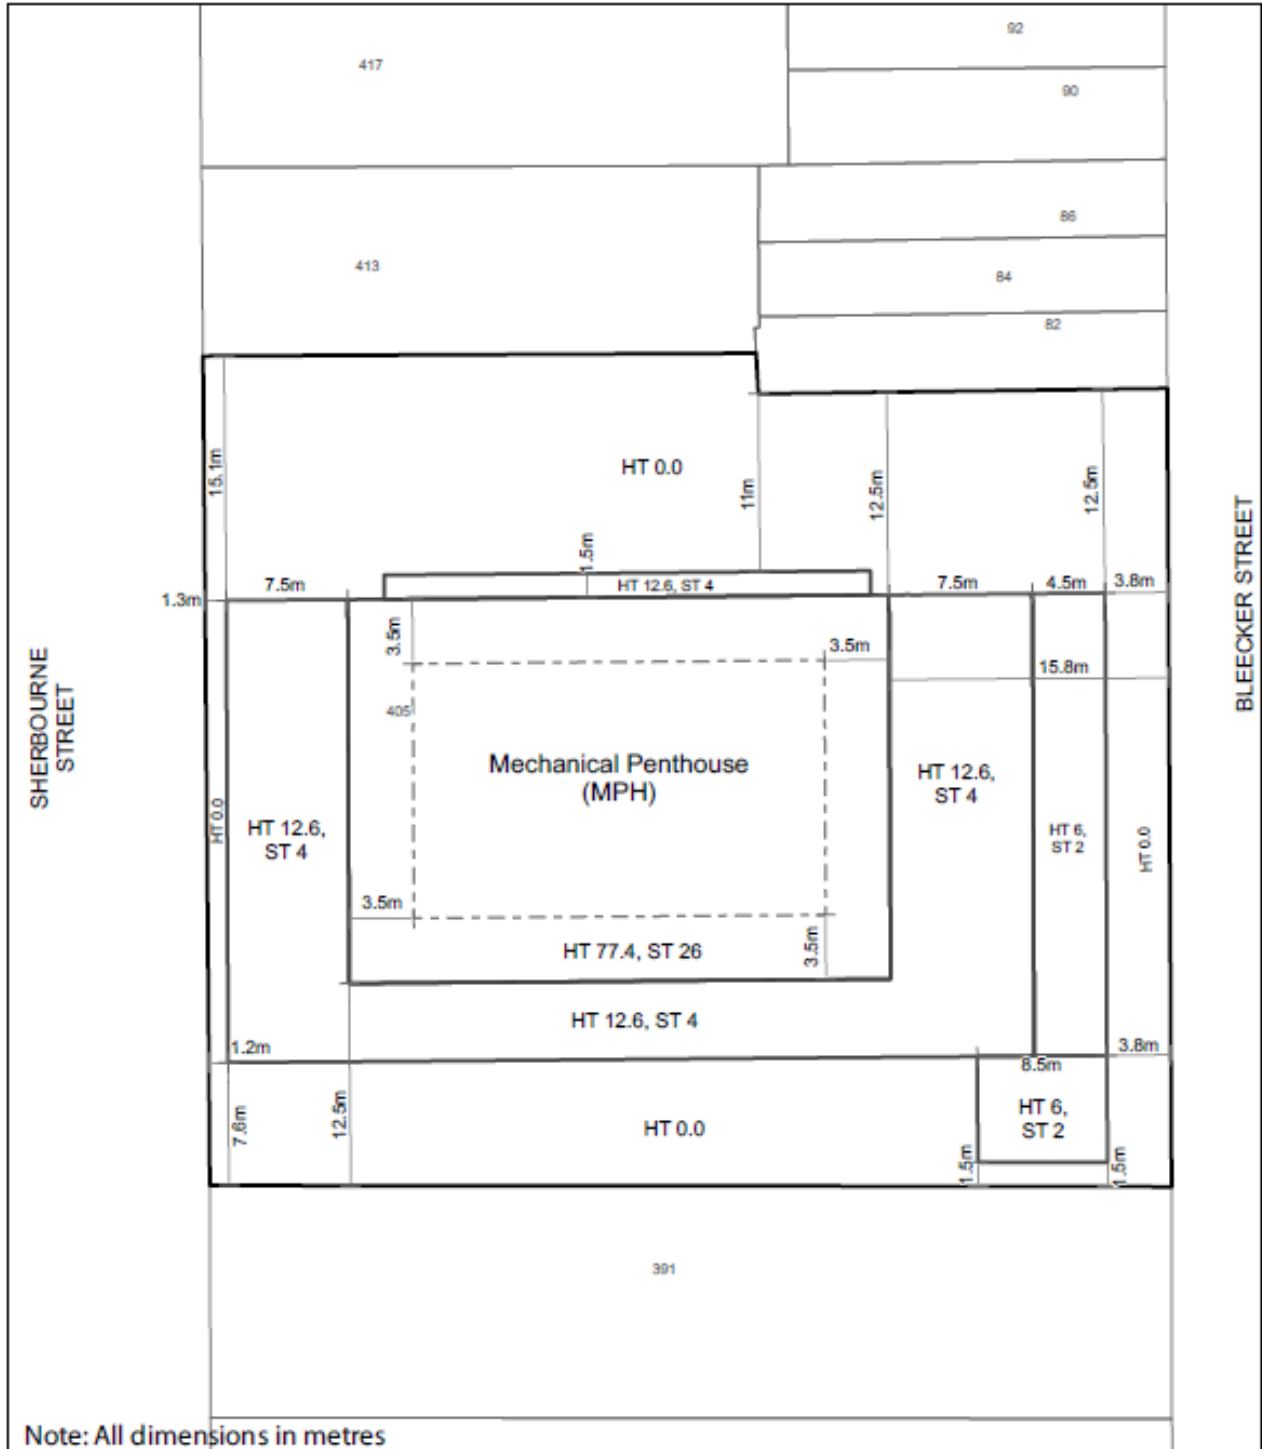 92
417
90
86
413
84
82
15.1m
HT 0.0
11m
12.5m
12.5m
1.5m
7.5m
HT 12.6, ST 4
7.5m
4.5m
3.8m
1.3m
3.5m
3.5m
15.8m
405
SHERBOURNE
STREET
BLEECKER STREET
Mechanical Penthouse
(MPH)
HT 12.6,
ST 4
HT 0.0
HT 12.6,
ST 4
HT 6,
ST 2
HT 0.0
3.5m
3.5m
HT 77.4, ST 26
HT 12.6, ST 4
1.2m
3.8m
8.5m
7.6m
12.5m
HT 0.0
HT 6,
ST 2
1.5m
1.5m
391
Note: All dimensions in metres